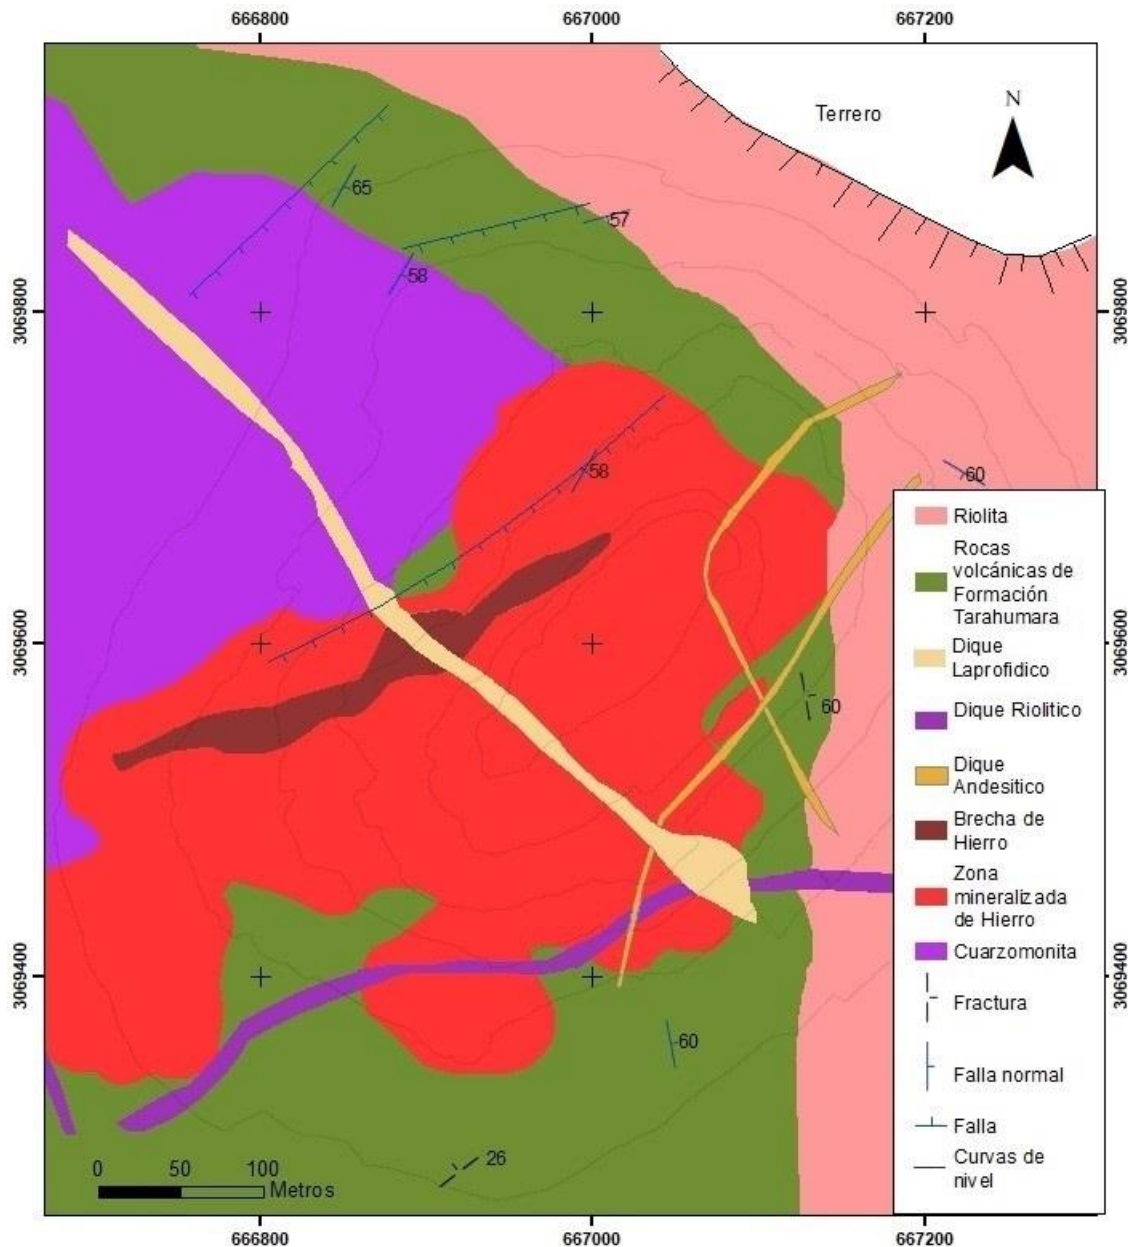 666800
667000
667200
Terrero
N
65
57
58
3069800
3069800
58
60
Riolita
Rocas
volcánicas de
Formación
Tarahumara
3069600
3069600
Dique
Laprofidico
60
Dique Riolitico
Dique
Andesitico
Brecha de
Hierro
Zona
mineralizada
de Hierro
Cuarzomonita
3069400
3069400
Fractura
60
Falla normal
Falla
Curvas de
nivel
26
0 50 100
Metros
666800
667000
667200